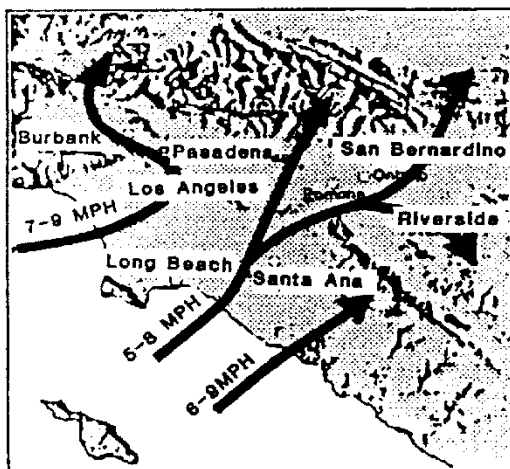 Burbank
Pasadena
San Bernardino
Los Angeles
Ontario
Pomona
7-9 MPH
Riverside
Long Beach
Santa Ana
5-8 MPH
6-9MPH